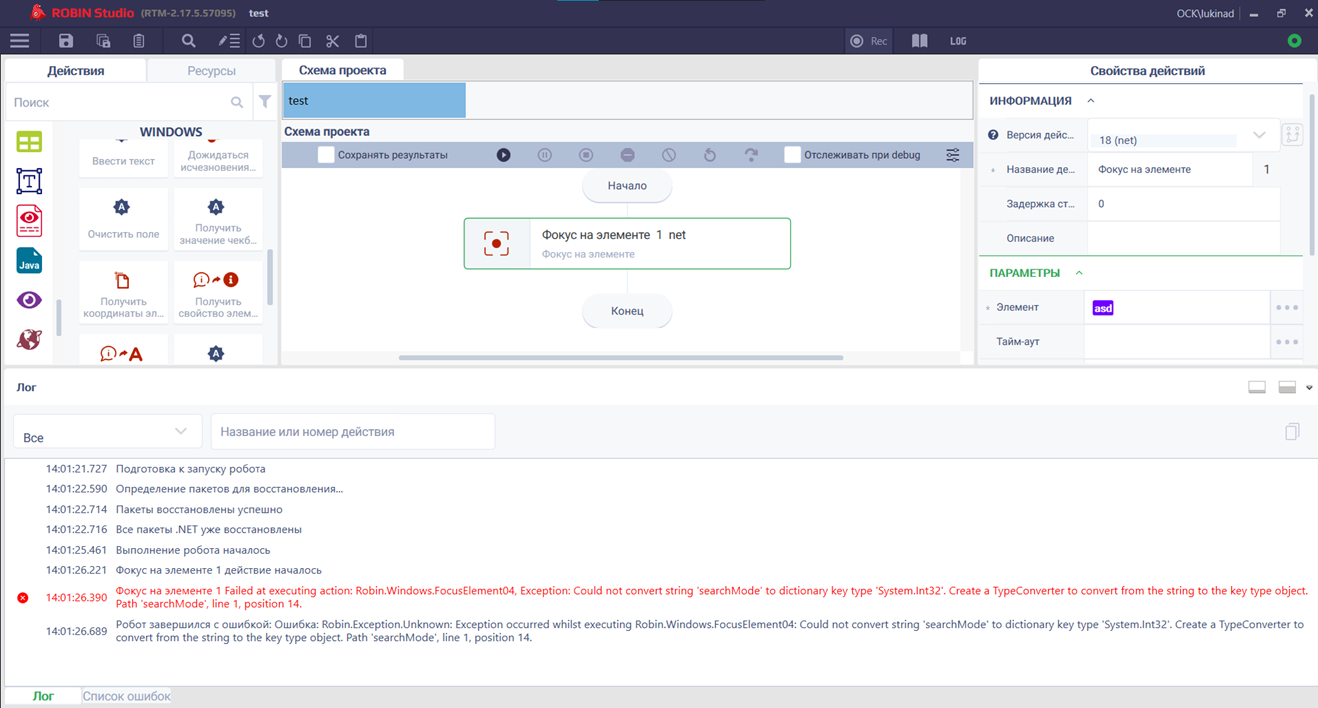 ROBIN Studio (RTM-2.17.5.57095) test
OCK\lukinad
Rec
LOG
Действия
Ресурсы
Поиск
WINDOWS
Ввести текст
Дожидаться
исчезновения...
Очистить поле
Получить
значение чекб...
Получить
координаты эл...
Получить
свойство элем...
Java
Схема проекта
test
Схема проекта
Сохранять результаты
Отслеживать при debug
Начало
Фокус на элементе 1 net
Фокус на элементе
Конец
Свойства действий
ИНФОРМАЦИЯ
Версия дейс...
18 (net)
Название де...
Фокус на элементе
1
Задержка ст...
0
Описание
ПАРАМЕТРЫ
Элемент
asd
Тайм-аут
Лог
Все
Название или номер действия
14:01:21.727 Подготовка к запуску робота
14:01:22.590 Определение пакетов для восстановления...
14:01:22.714 Пакеты восстановлены успешно
14:01:22.716 Все пакеты .NET уже восстановлены
14:01:25.461 Выполнение робота началось
14:01:26.221 Фокус на элементе 1 действие началось
14:01:26.390 Фокус на элементе 1 Failed at executing action: Robin.Windows.FocusElement04, Exception: Could not convert string 'searchMode' to dictionary key type 'System.Int32'. Create a TypeConverter to convert from the string to the key type object.
Path 'searchMode', line 1, position 14.
14:01:26.689 Робот завершился с ошибкой: Ошибка: Robin.Exception.Unknown: Exception occurred whilst executing Robin.Windows.FocusElement04: Could not convert string 'searchMode' to dictionary key type 'System.Int32'. Create a TypeConverter to
convert from the string to the key type object. Path 'searchMode', line 1, position 14.
Лог
Список ошибок